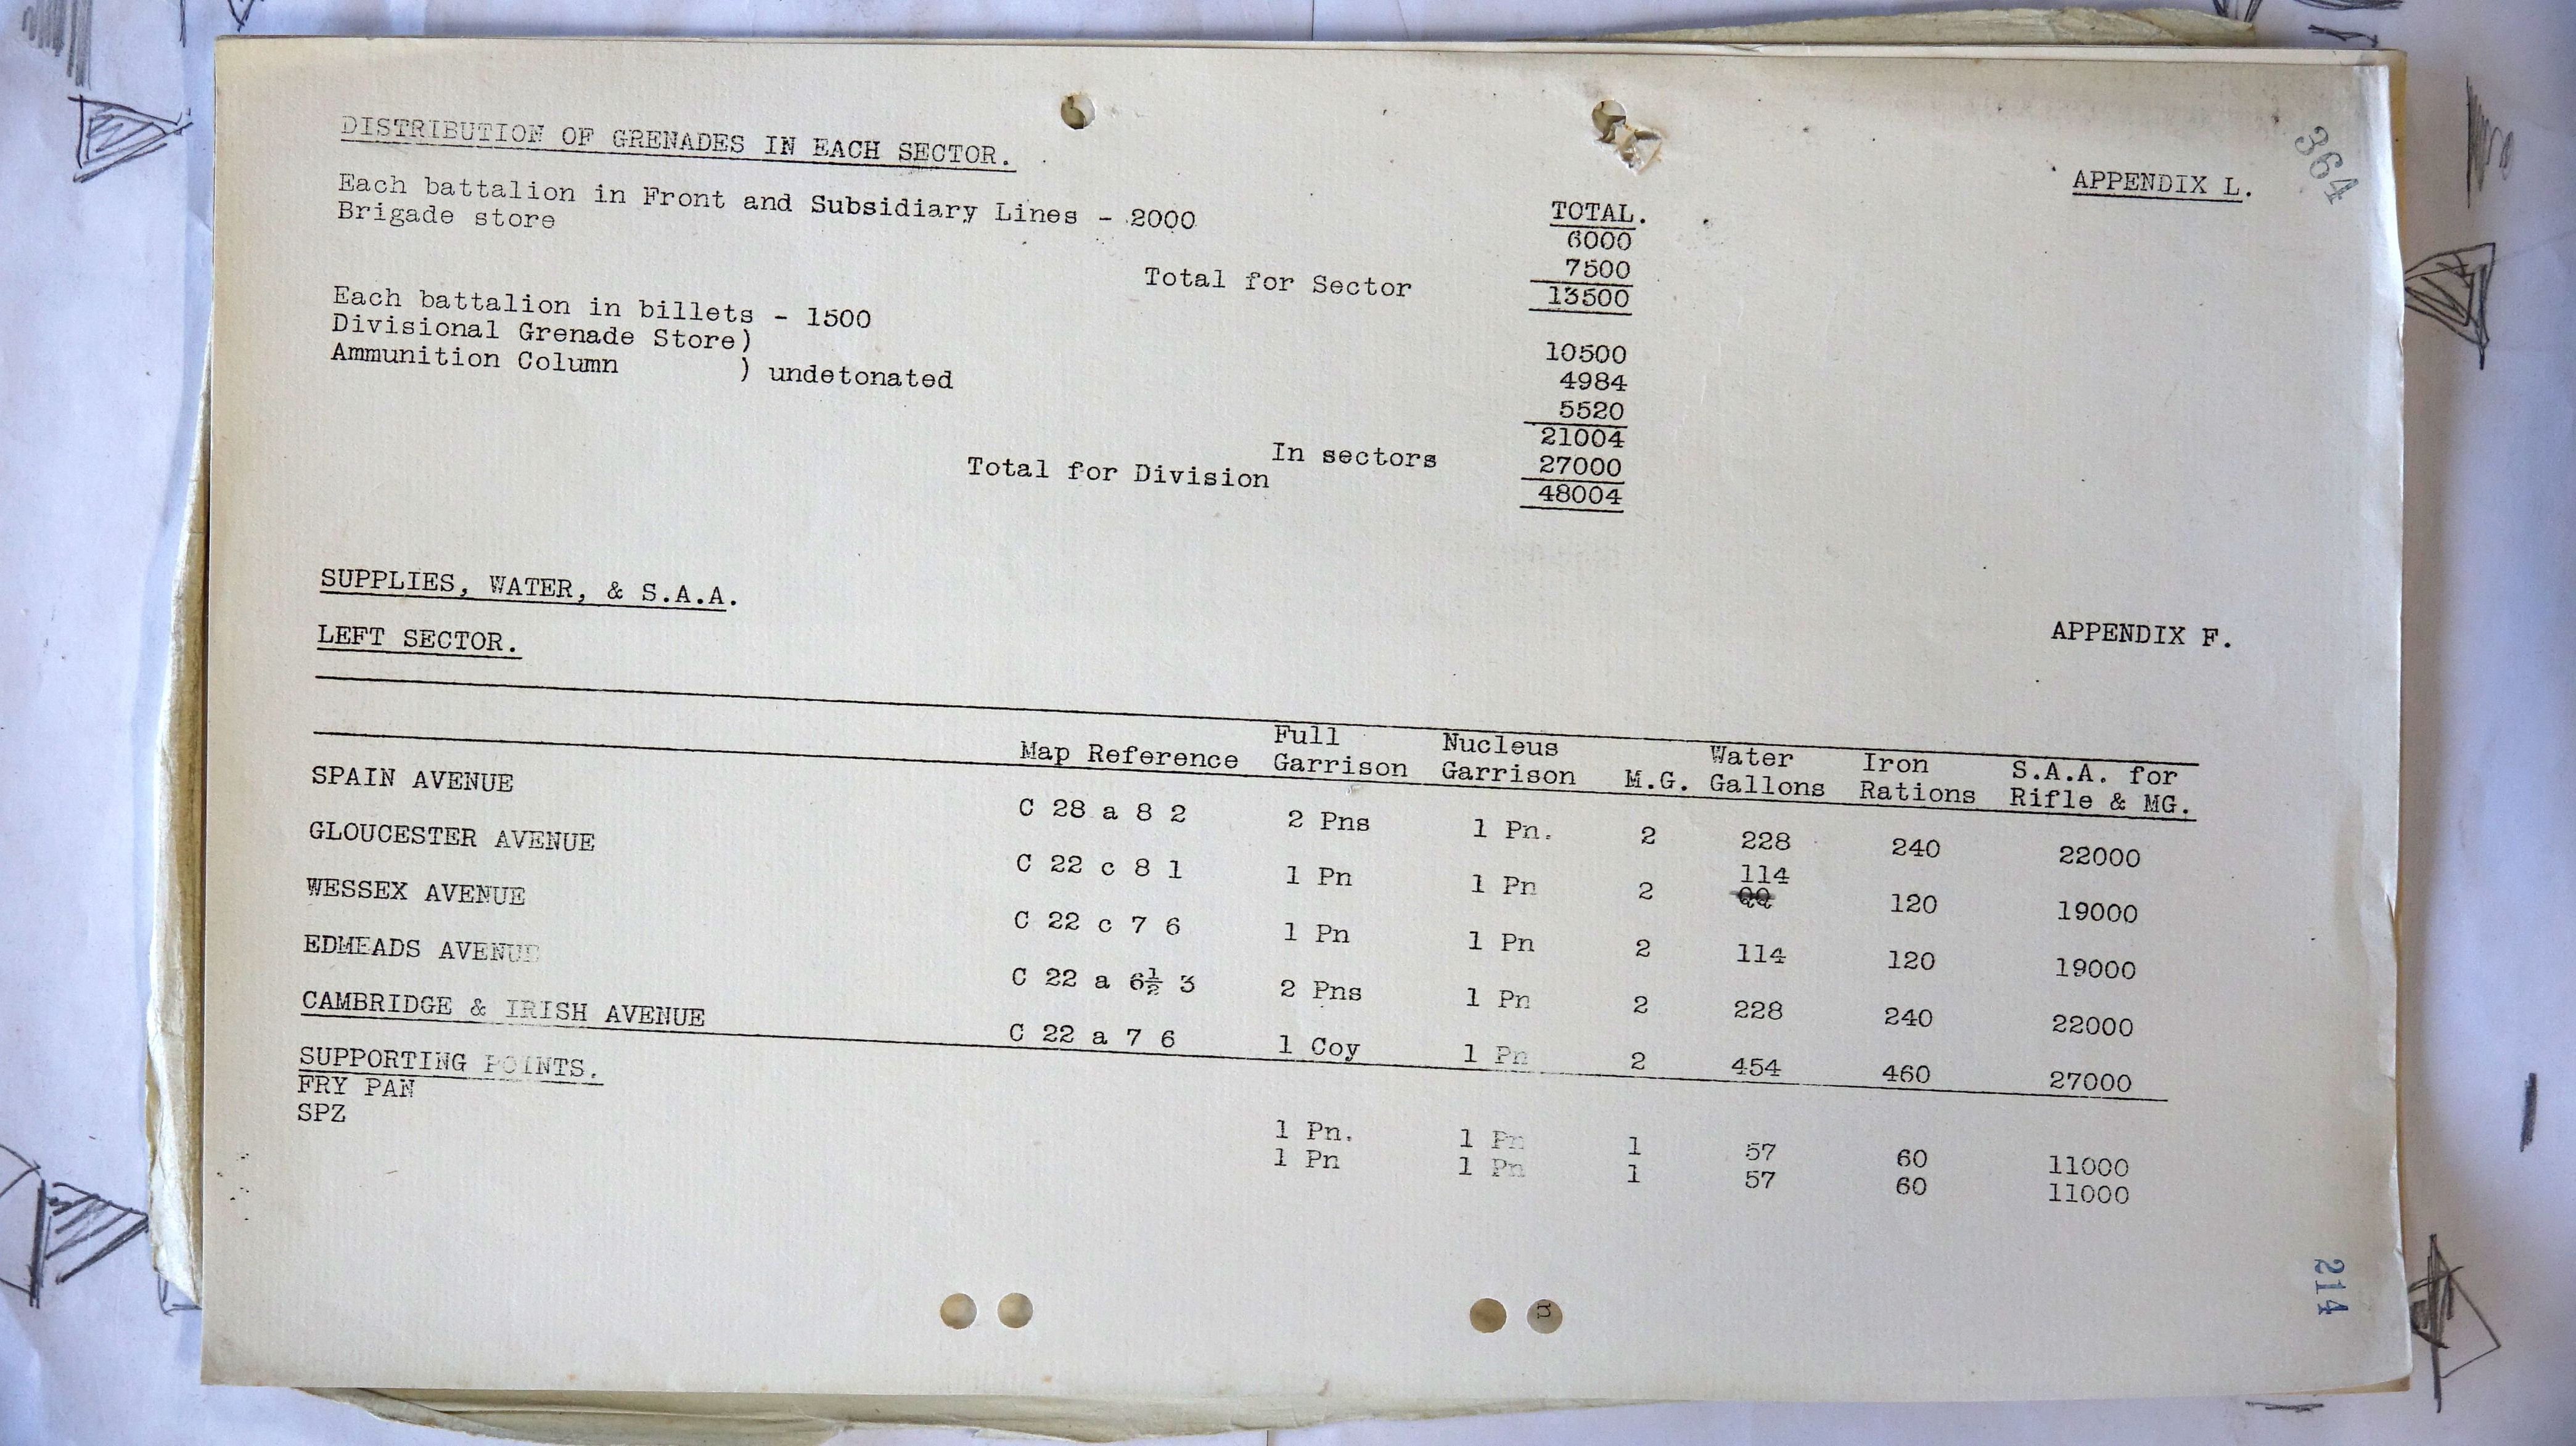 364
DISTRIBUTION OF GRENADES IN EACH SECTOR.
APPENDIX L.
TOTAL.
Each battalion in Front and Subsidiary Lines - 2000 6000
Brigade store 7500
Total for Sector 13500
Each battalion in billets - 1500 10500
Divisional Grenade Store) 4984
Ammunition Column ) undetonated 5520
21004
In sectors 27000
Total for Division 48004
SUPPLIES, WATER, & S.A.A.
APPENDIX F.
LEFT SECTOR.
Map Reference Full Garrison Nucleus Garrison M.G. Water Gallons Iron Rations S.A.A. for Rifle & MG.
SPAIN AVENUE C 28 a 8 2 2 Pns 1 Pn. 2 228 240 22000
GLOUCESTER AVENUE C 22 c 8 1 1 Pn 1 Pn 2 114 120 19000
WESSEX AVENUE C 22 c 7 6 1 Pn 1 Pn 2 114 120 19000
EDMEADS AVENUE C 22 a 6½ 3 2 Pns 1 Pn 2 228 240 22000
CAMBRIDGE & IRISH AVENUE C 22 a 7 6 1 Coy 1 Pn 2 454 460 27000
SUPPORTING POINTS.
FRY PAN 1 Pn. 1 Pn 1 57 60 11000
SPZ 1 Pn 1 Pn 1 57 60 11000
214
n